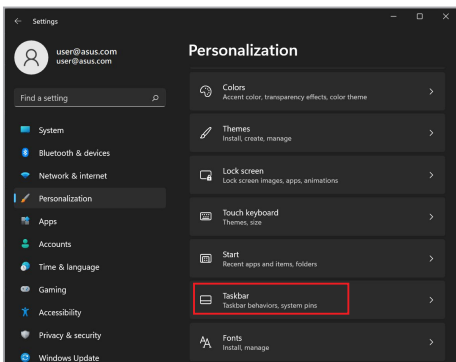 Settings
user@asus.com
user@asus.com
Find a setting
System
Bluetooth & devices
Network & internet
Personalization
Apps
Accounts
Time & language
Gaming
Accessibility
Privacy & security
Windows Update
Personalization
Colors
Accent color, transparency effects, color theme
Themes
Install, create, manage
Lock screen
Lock screen images, apps, animations
Touch keyboard
Themes, size
Start
Recent apps and items, folders
Taskbar
Taskbar behaviors, system pins
Fonts
Install, manage